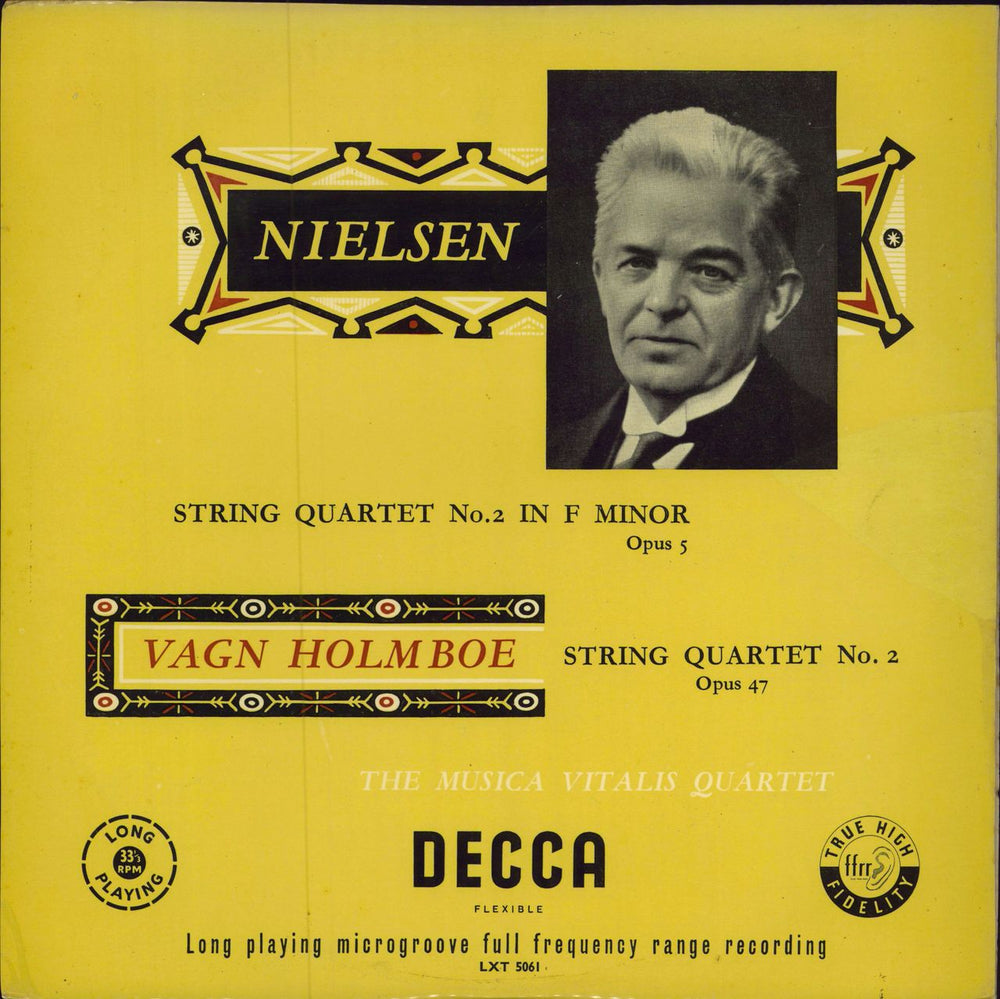 NIELSEN
STRING QUARTET No.2 IN F MINOR
Opus 5
VAGN HOLMBOE
STRING QUARTET No. 2
Opus 47
THE MUSICA VITALIS QUARTET
LONG
33⅓
RPM
PLAYING
DECCA
FLEXIBLE
TRUE HIGH
ffrr
FIDELITY
Long playing microgroove full frequency range recording
LXT 5061